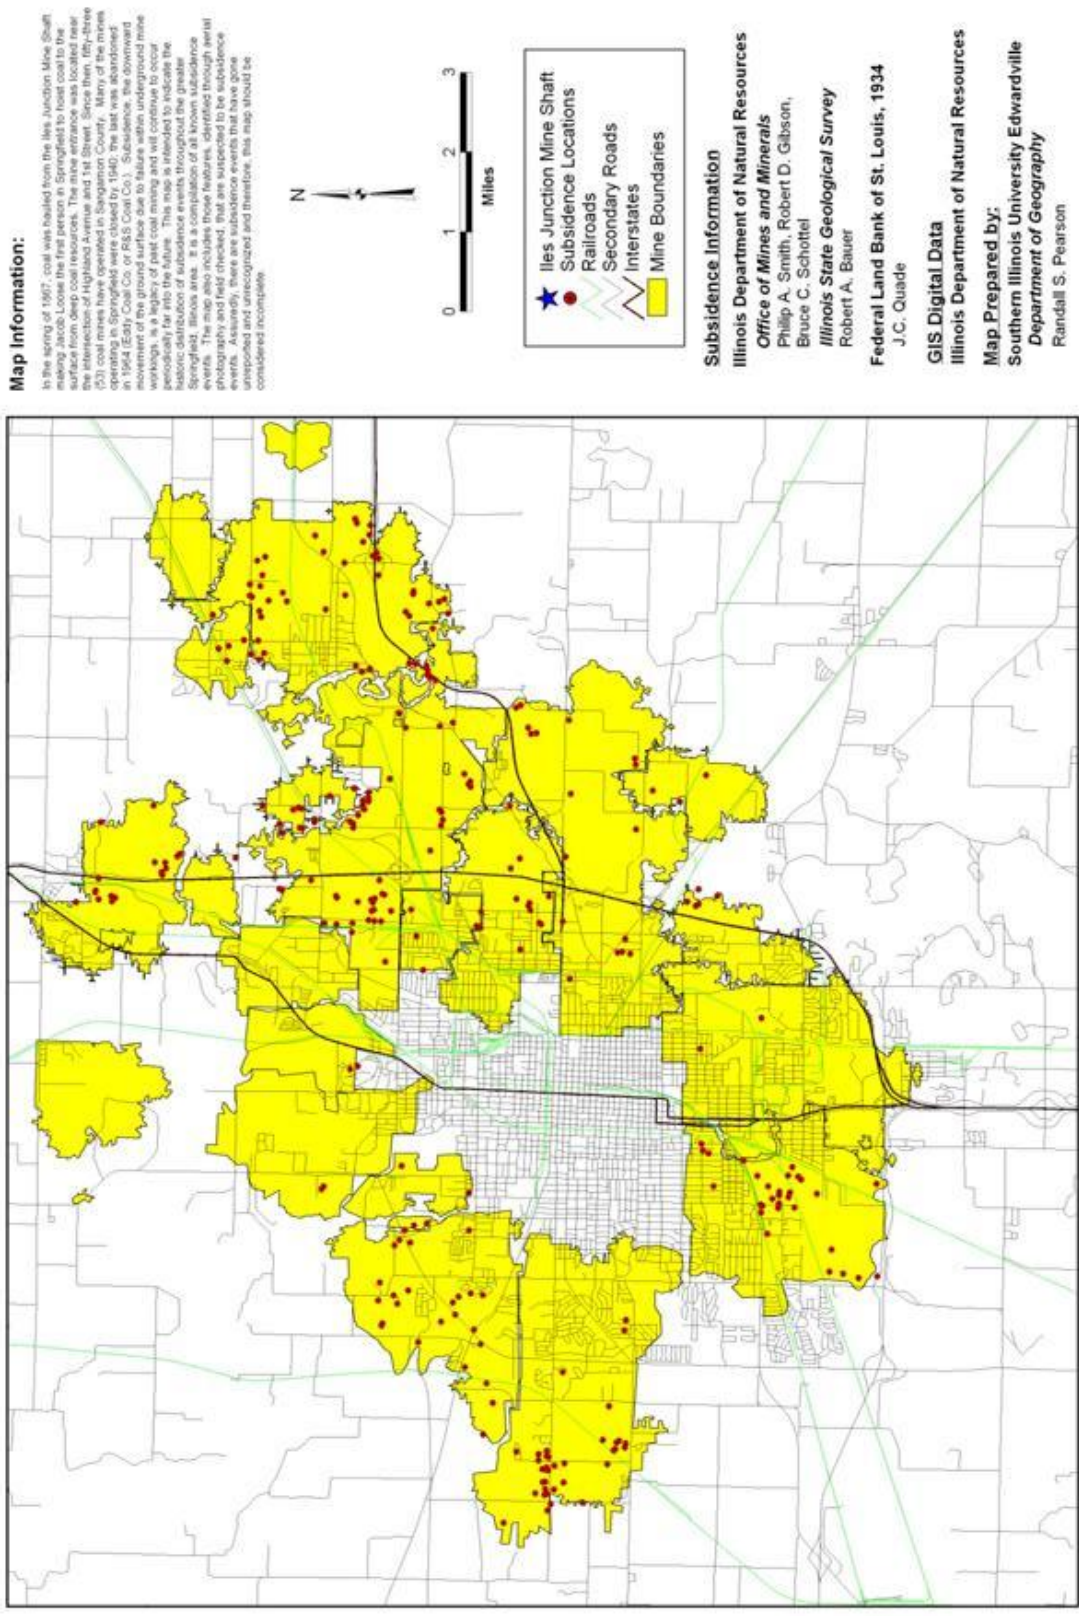 Map Information:
In the spring of 1867, coal was hauled from the Iles Junction Mine Shaft
making Jacob Loose the first person in Springfield to hoist coal to the
surface from deep coal resources. The mine entrance was located near
the intersection of Highland Avenue and 1st Street. Since then, fifty-three
(53) coal mines have operated in Sangamon County. Many of the mines
operating in Springfield were closed by 1940; the last was abandoned
in 1964 (Eddy Coal Co. or R&S Coal Co.). Subsidence, the downward
movement of the ground surface due to failure within underground mine
workings, is a legacy of past coal mining and will continue to occur
periodically far into the future. This map is intended to indicate the
historic distribution of subsidence events throughout the greater
Springfield, Illinois area. It is a compilation of all known subsidence
events. The map also includes those features, identified through aerial
photography and field checked, that are suspected to be subsidence
events. Assuredly, there are subsidence events that have gone
unreported and unrecognized and therefore, this map should be
considered incomplete.
N
0 1 2 3
Miles
Iles Junction Mine Shaft
Subsidence Locations
Railroads
Secondary Roads
Interstates
Mine Boundaries
Subsidence Information
Illinois Department of Natural Resources
Office of Mines and Minerals
Philip A. Smith, Robert D. Gibson,
Bruce C. Schottel
Illinois State Geological Survey
Robert A. Bauer
Federal Land Bank of St. Louis, 1934
J.C. Quade
GIS Digital Data
Illinois Department of Natural Resources
Map Prepared by:
Southern Illinois University Edwardville
Department of Geography
Randall S. Pearson